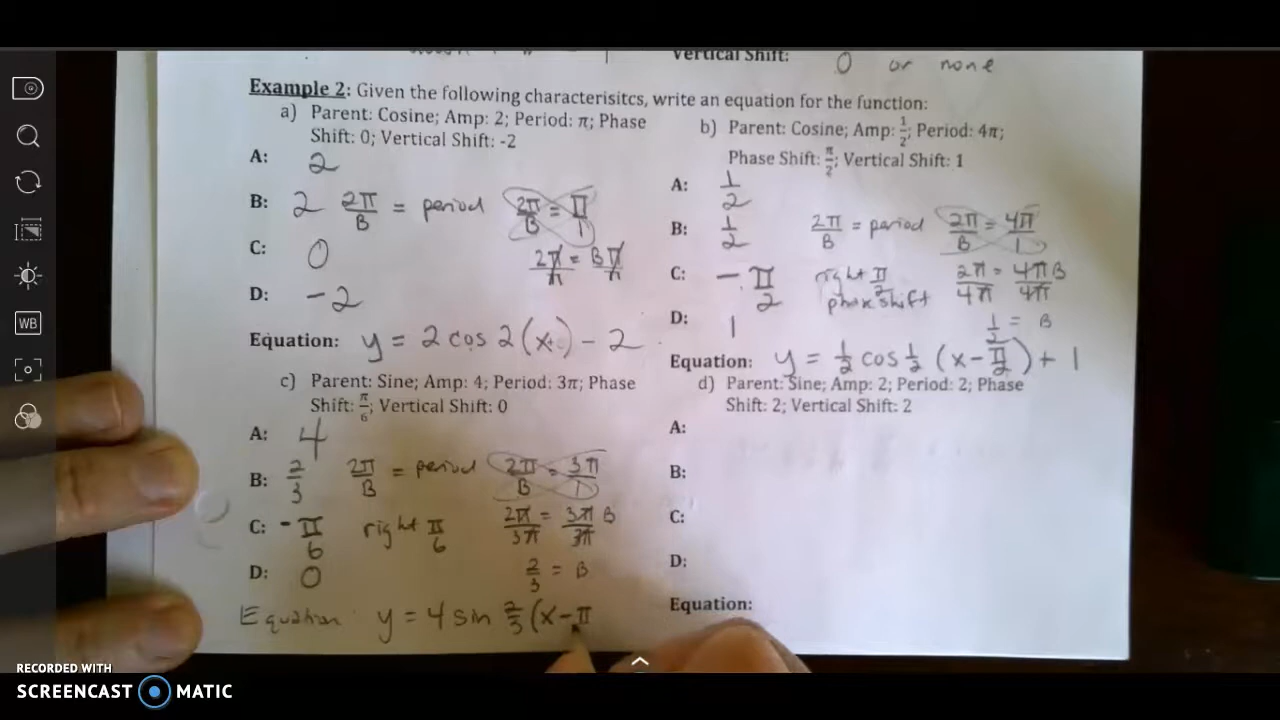 Vertical Shift: 0 or none
Example 2: Given the following characterisitcs, write an equation for the function:
a) Parent: Cosine; Amp: 2; Period: π; Phase
Shift: 0; Vertical Shift: -2
A: 2
B: 2 2π/B = period 2π/B = π/1
2π/π = Bπ/π
C: 0
D: -2
Equation: y = 2 cos 2(x ) - 2
b) Parent: Cosine; Amp: 1/2; Period: 4π;
Phase Shift: π/2; Vertical Shift: 1
A: 1/2
B: 1/2 2π/B = period 2π/B = 4π/1
C: -π/2 right π/2 2π/4π = 4πB/4π
phase shift
D: 1 1/2 = B
Equation: y = 1/2 cos 1/2 (x - π/2) + 1
c) Parent: Sine; Amp: 4; Period: 3π; Phase
Shift: π/6; Vertical Shift: 0
A: 4
B: 2/3 2π/B = period 2π/B = 3π/1
C: -π/6 right π/6 2π/3π = 3π/3π B
D: 0 2/3 = B
Equation: y = 4 sin 2/3 (x - π
d) Parent: Sine; Amp: 2; Period: 2; Phase
Shift: 2; Vertical Shift: 2
A:
B:
C:
D:
Equation:
WB
RECORDED WITH
SCREENCAST MATIC